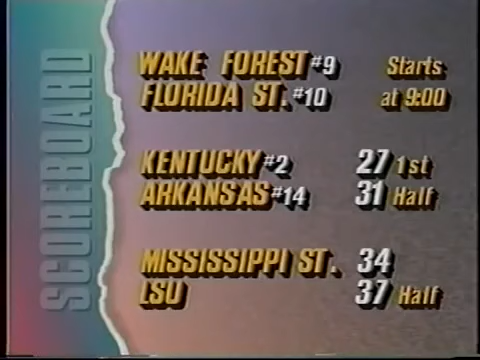 SCOREBOARD
WAKE FOREST #9 Starts
FLORIDA ST. #10 at 9:00
KENTUCKY #2 27 1st
ARKANSAS #14 31 Half
MISSISSIPPI ST. 34
LSU 37 Half